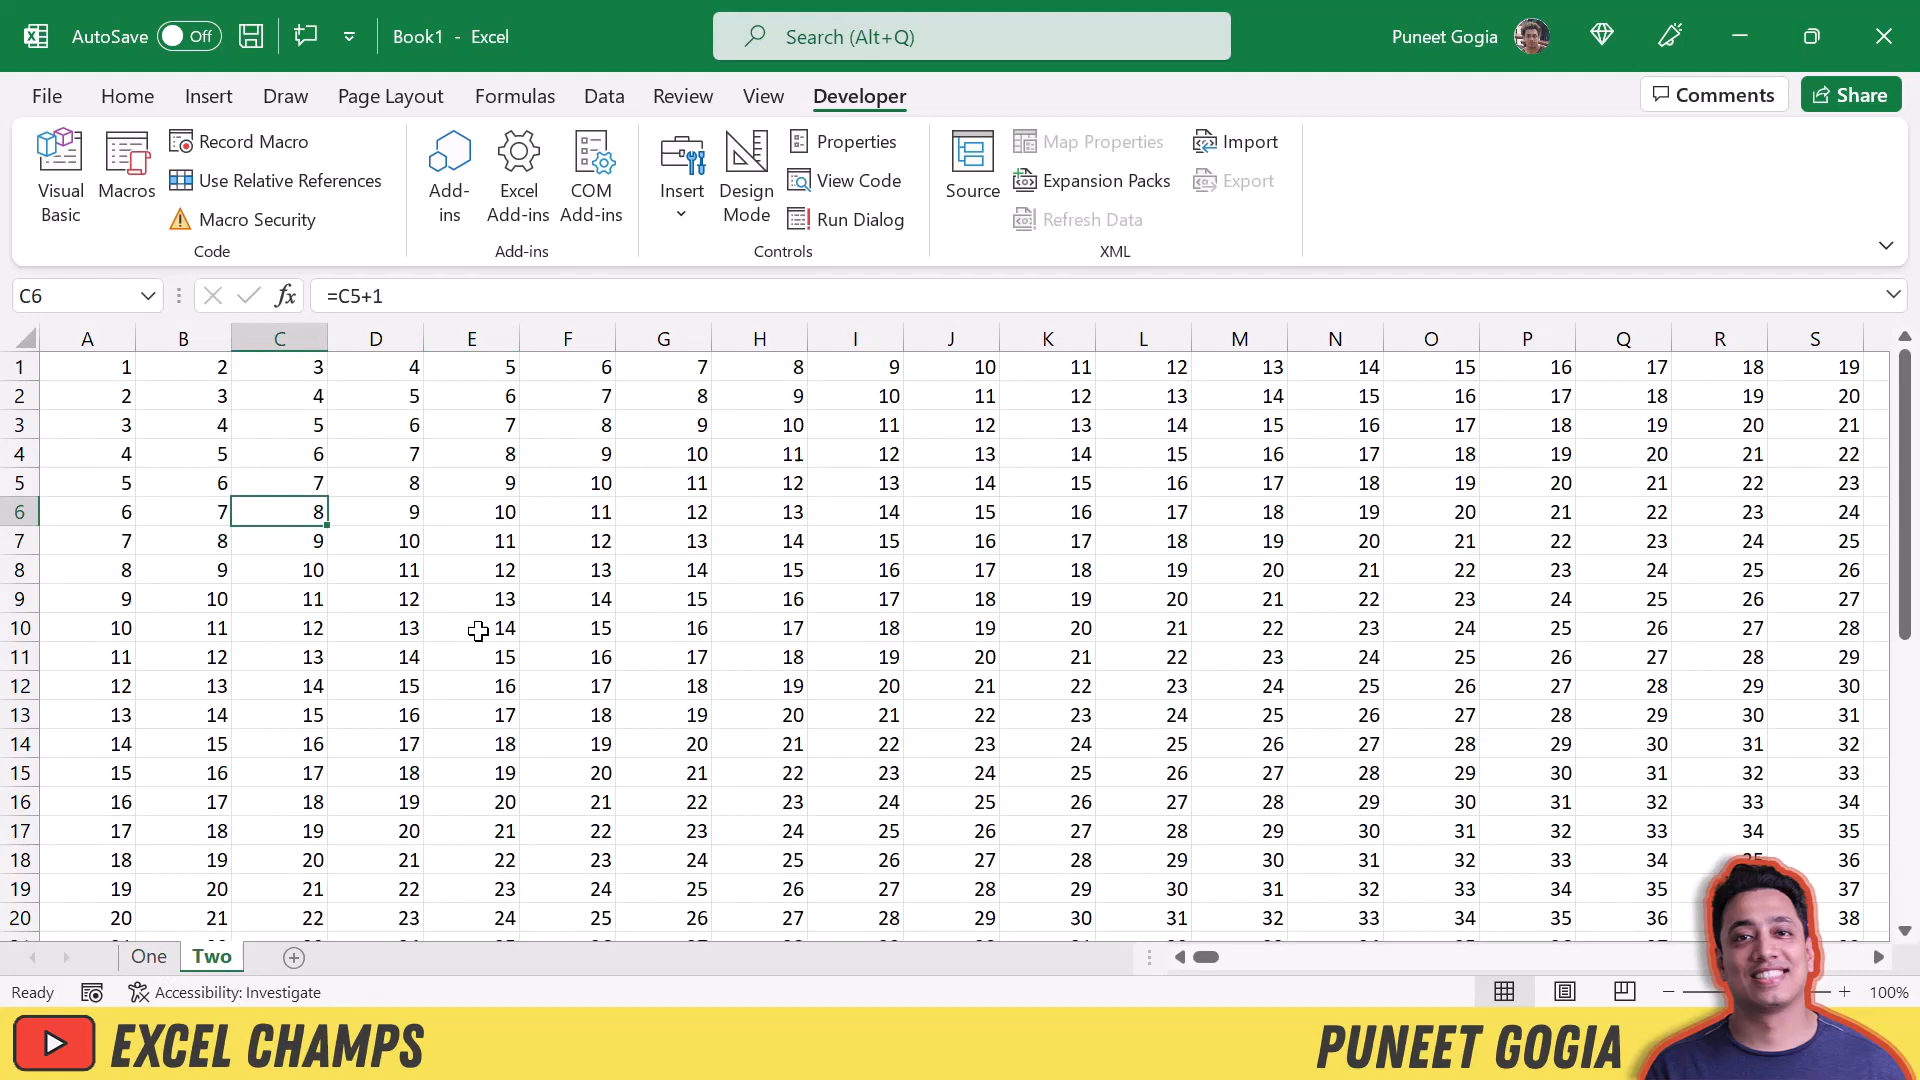 AutoSave Off Book1 - Excel Search (Alt+Q) Puneet Gogia
File Home Insert Draw Page Layout Formulas Data Review View Developer Comments Share
Visual Basic
Macros
Record Macro
Use Relative References
Macro Security
Code
Add-ins
Excel Add-ins
COM Add-ins
Add-ins
Insert
Design Mode
Properties
View Code
Run Dialog
Controls
Source
Map Properties
Expansion Packs
Refresh Data
Import
Export
XML
C6 fx =C5+1
A B C D E F G H I J K L M N O P Q R S
1 1 2 3 4 5 6 7 8 9 10 11 12 13 14 15 16 17 18 19
2 2 3 4 5 6 7 8 9 10 11 12 13 14 15 16 17 18 19 20
3 3 4 5 6 7 8 9 10 11 12 13 14 15 16 17 18 19 20 21
4 4 5 6 7 8 9 10 11 12 13 14 15 16 17 18 19 20 21 22
5 5 6 7 8 9 10 11 12 13 14 15 16 17 18 19 20 21 22 23
6 6 7 8 9 10 11 12 13 14 15 16 17 18 19 20 21 22 23 24
7 7 8 9 10 11 12 13 14 15 16 17 18 19 20 21 22 23 24 25
8 8 9 10 11 12 13 14 15 16 17 18 19 20 21 22 23 24 25 26
9 9 10 11 12 13 14 15 16 17 18 19 20 21 22 23 24 25 26 27
10 10 11 12 13 14 15 16 17 18 19 20 21 22 23 24 25 26 27 28
11 11 12 13 14 15 16 17 18 19 20 21 22 23 24 25 26 27 28 29
12 12 13 14 15 16 17 18 19 20 21 22 23 24 25 26 27 28 29 30
13 13 14 15 16 17 18 19 20 21 22 23 24 25 26 27 28 29 30 31
14 14 15 16 17 18 19 20 21 22 23 24 25 26 27 28 29 30 31 32
15 15 16 17 18 19 20 21 22 23 24 25 26 27 28 29 30 31 32 33
16 16 17 18 19 20 21 22 23 24 25 26 27 28 29 30 31 32 33 34
17 17 18 19 20 21 22 23 24 25 26 27 28 29 30 31 32 33 34 35
18 18 19 20 21 22 23 24 25 26 27 28 29 30 31 32 33 34 35 36
19 19 20 21 22 23 24 25 26 27 28 29 30 31 32 33 34 35 37
20 20 21 22 23 24 25 26 27 28 29 30 31 32 33 34 35 36 38
One Two
Ready Accessibility: Investigate 100%
EXCEL CHAMPS PUNEET GOGIA